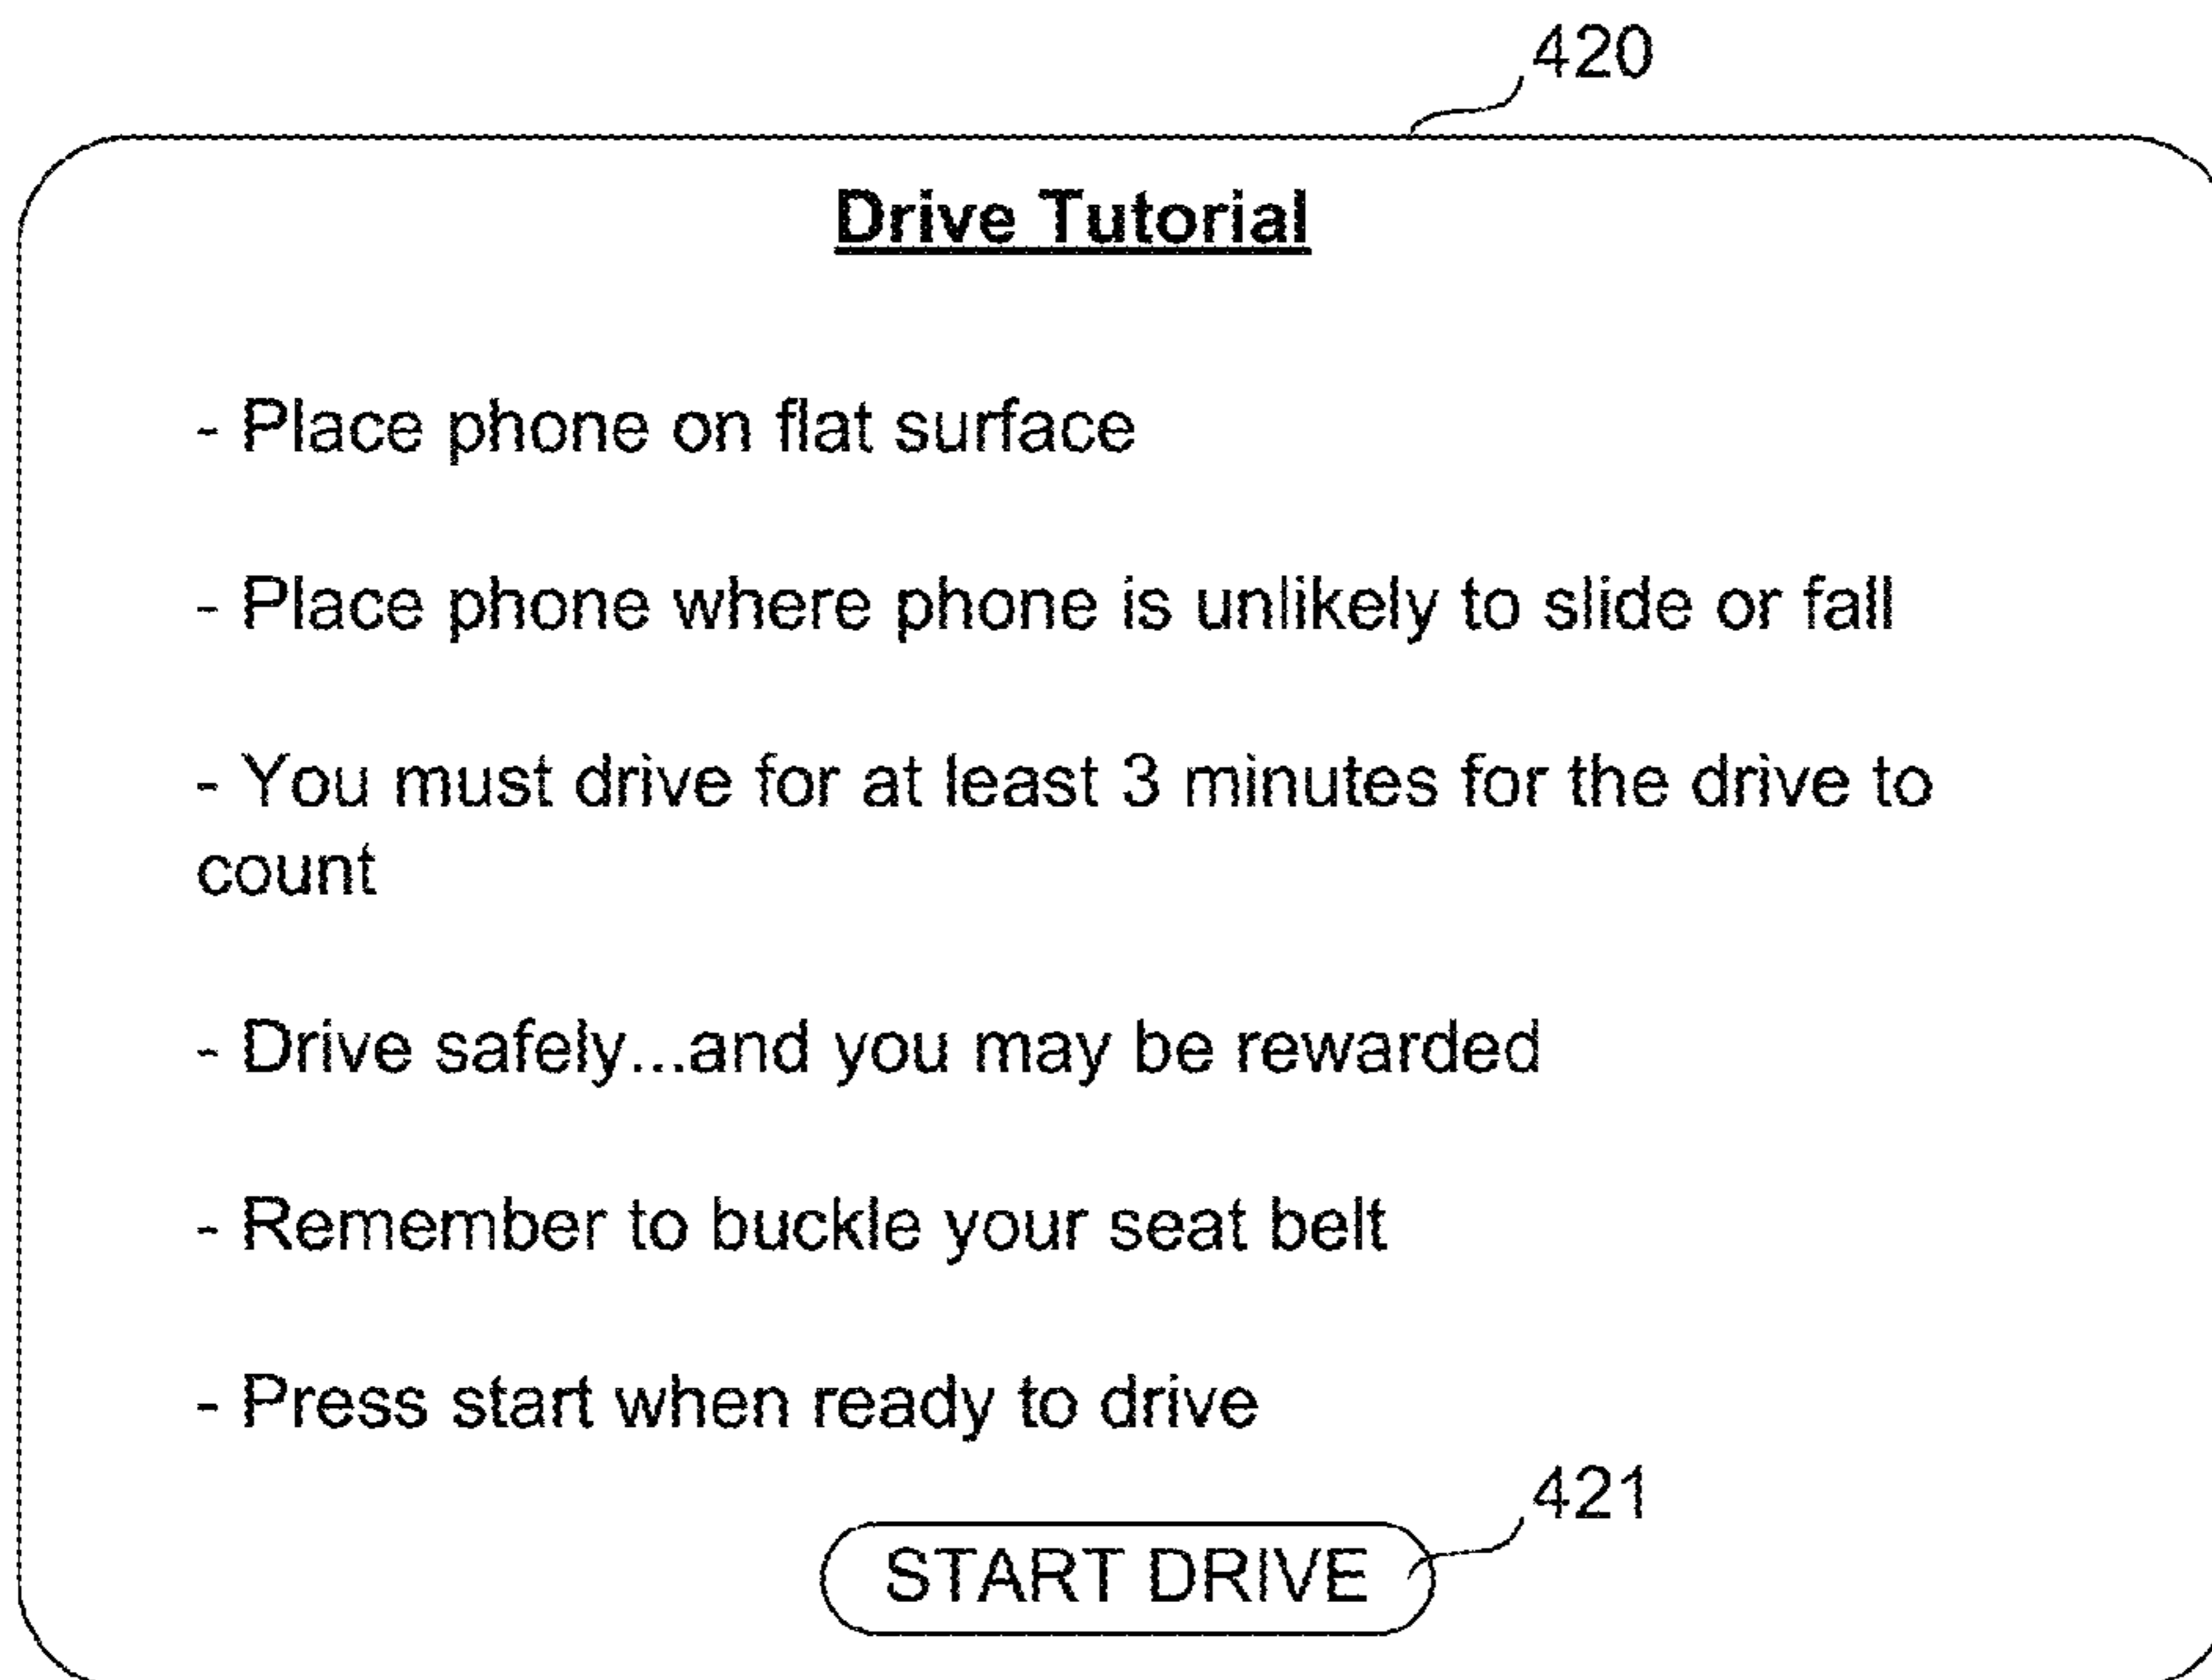 420
Drive Tutorial
- Place phone on flat surface
- Place phone where phone is unlikely to slide or fall
- You must drive for at least 3 minutes for the drive to
count
- Drive safely...and you may be rewarded
- Remember to buckle your seat belt
- Press start when ready to drive
421
START DRIVE